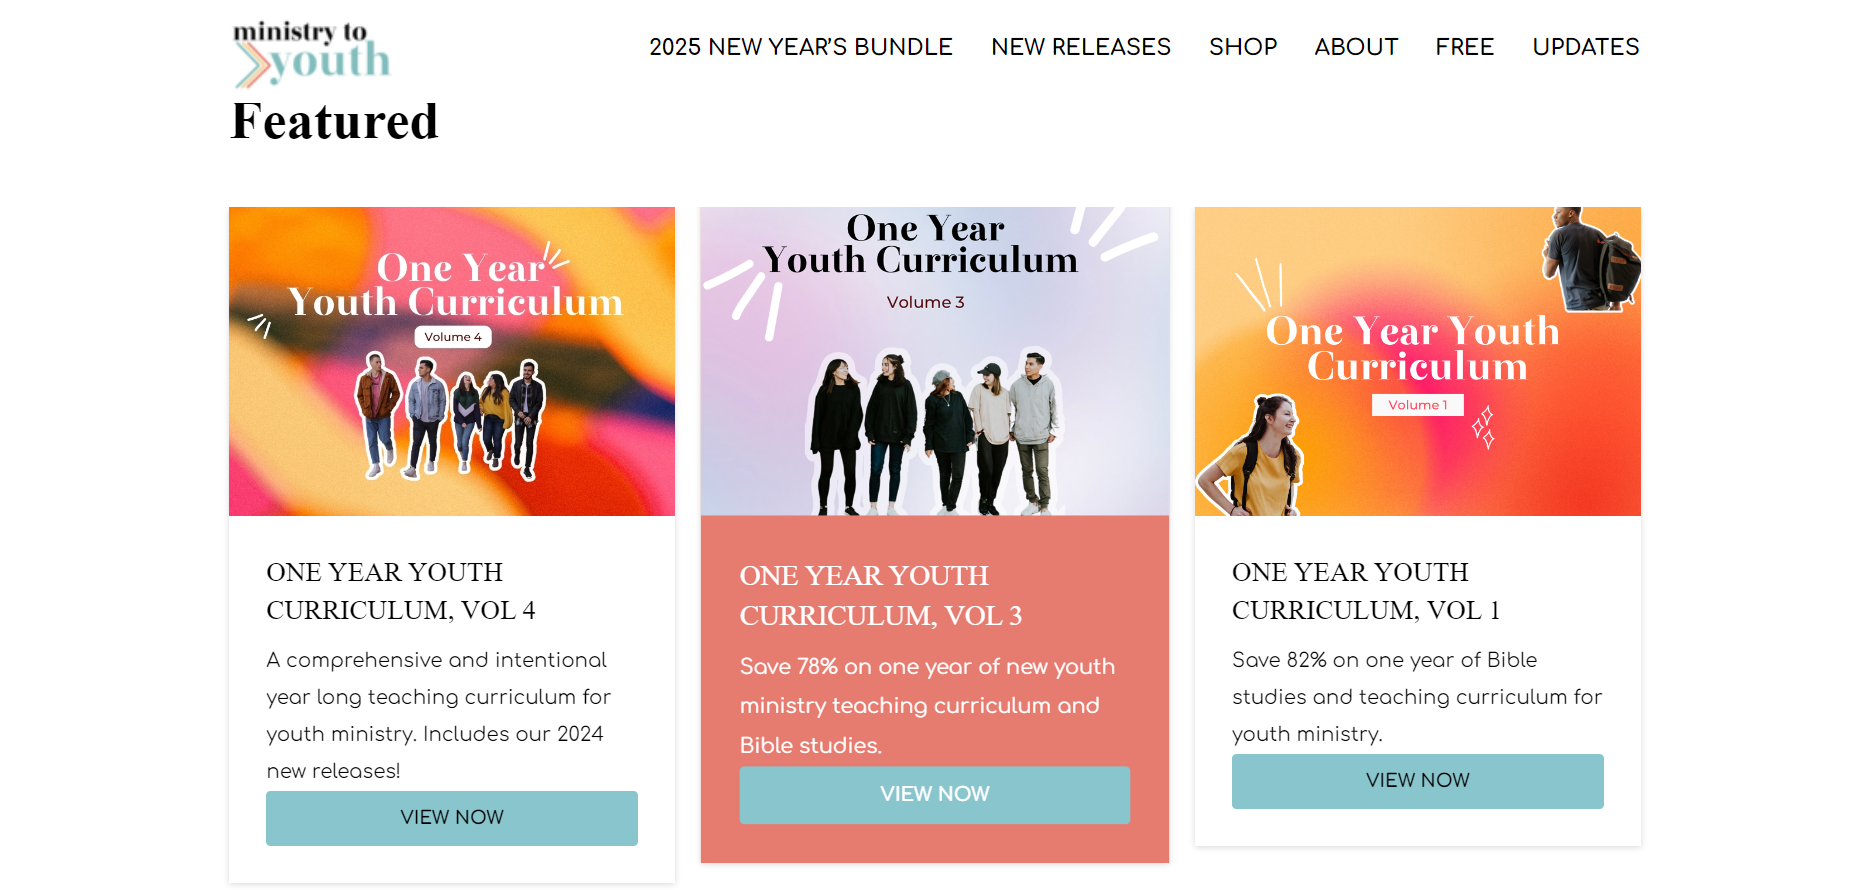 ministry to
youth
2025 NEW YEAR'S BUNDLE
NEW RELEASES
SHOP
ABOUT
FREE
UPDATES
Featured
One Year
Youth Curriculum
Volume 4
ONE YEAR YOUTH
CURRICULUM, VOL 4
A comprehensive and intentional
year long teaching curriculum for
youth ministry. Includes our 2024
new releases!
VIEW NOW
One Year
Youth Curriculum
Volume 3
ONE YEAR YOUTH
CURRICULUM, VOL 3
Save 78% on one year of new youth
ministry teaching curriculum and
Bible studies.
VIEW NOW
One Year Youth
Curriculum
Volume 1
ONE YEAR YOUTH
CURRICULUM, VOL 1
Save 82% on one year of Bible
studies and teaching curriculum for
youth ministry.
VIEW NOW